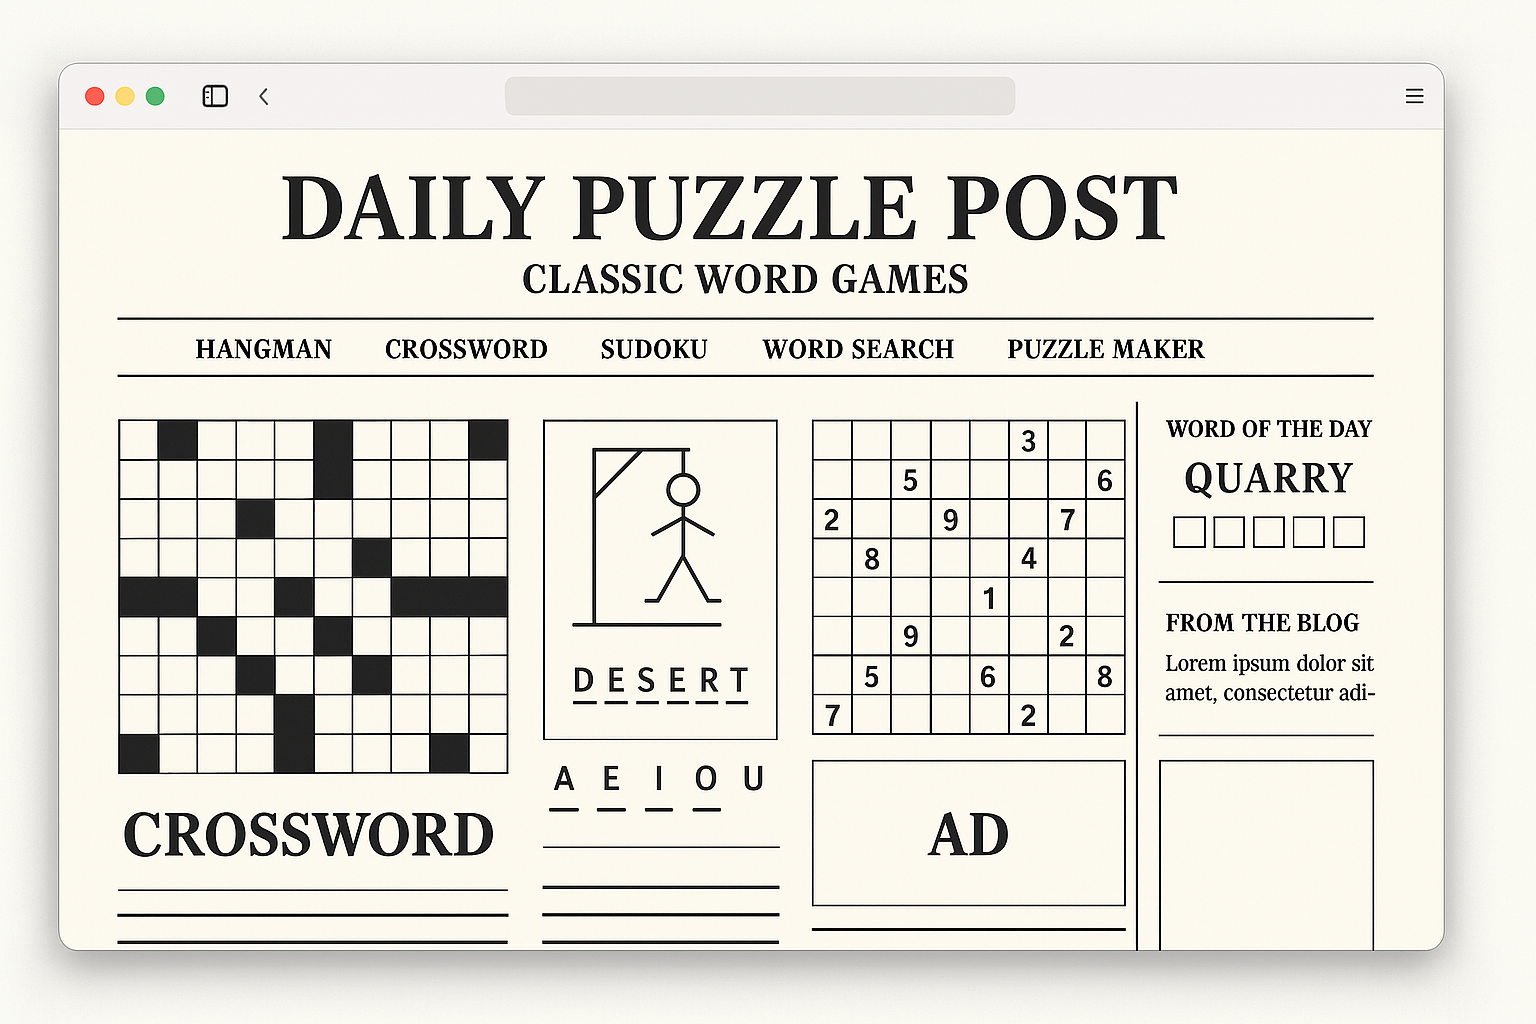 DAILY PUZZLE POST
CLASSIC WORD GAMES
HANGMAN CROSSWORD SUDOKU WORD SEARCH PUZZLE MAKER
CROSSWORD
DESERT
A E I O U
3
5 6
2 9 7
8 4
1
9 2
5 6 8
7 2
AD
WORD OF THE DAY
QUARRY
FROM THE BLOG
Lorem ipsum dolor sit
amet, consectetur adi-